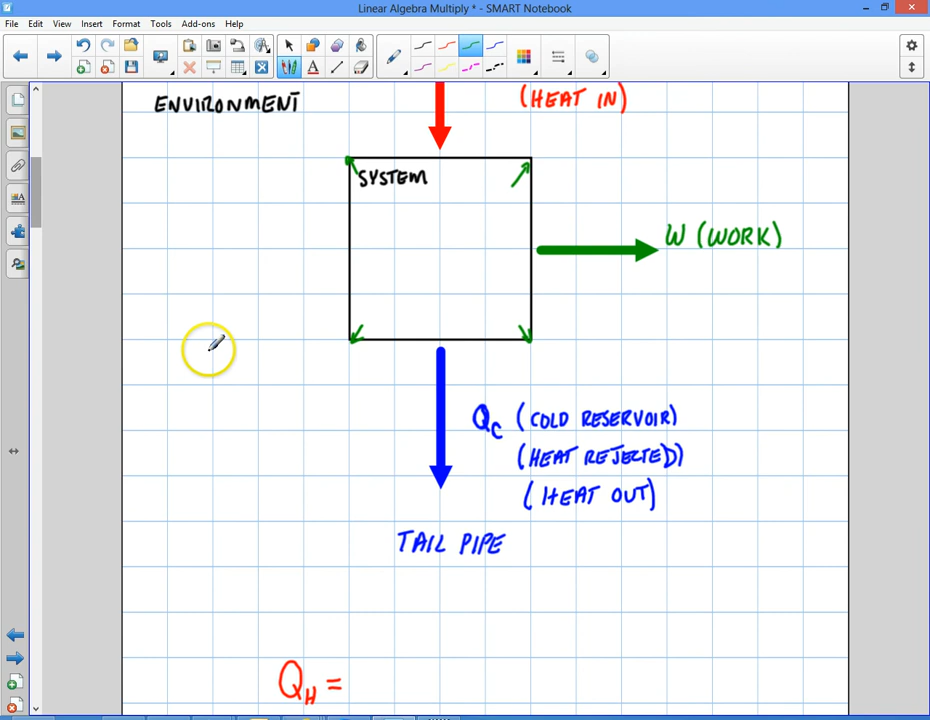 Linear Algebra Multiply * - SMART Notebook
File Edit View Insert Format Tools Add-ons Help
ENVIRONMENT
(HEAT IN)
SYSTEM
W (WORK)
Qc (COLD RESERVOIR)
(HEAT REJECTED)
(HEAT OUT)
TAIL PIPE
QH =